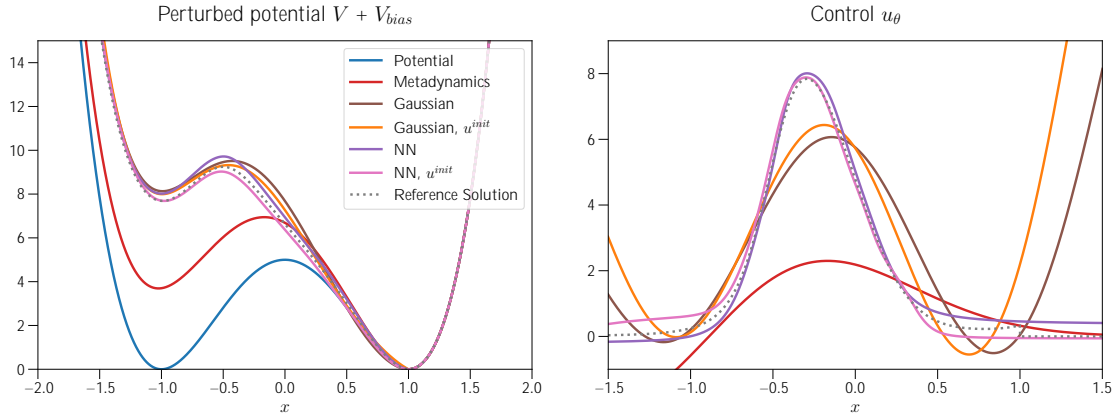 Perturbed potential V + V_bias
14
12
10
8
6
4
2
0
−2.0 −1.5 −1.0 −0.5 0.0 0.5 1.0 1.5 2.0
x
Potential
Metadynamics
Gaussian
Gaussian, u^init
NN
NN, u^init
Reference Solution
Control u_θ
8
6
4
2
0
−1.5 −1.0 −0.5 0.0 0.5 1.0 1.5
x